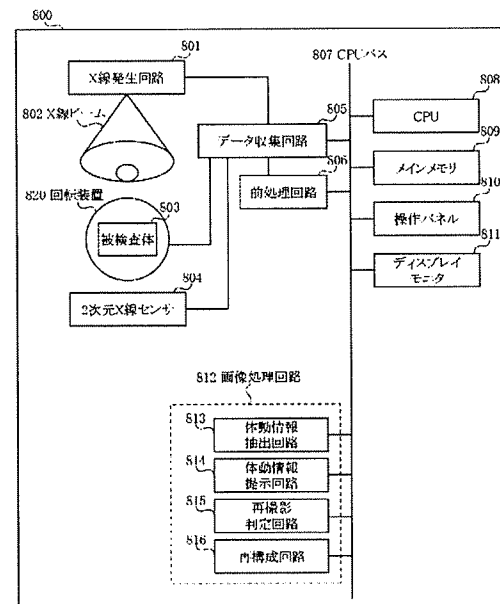 800
801
X線発生回路
802 X線ビーム
807 CPUバス
805
データ収集回路
806
前処理回路
820 回転装置
803
被検査体
804
2次元X線センサ
808
CPU
809
メインメモリ
810
操作パネル
811
ディスプレイ
モニタ
812 画像処理回路
813
体動情報
抽出回路
814
体動情報
提示回路
815
再撮影
判定回路
816
再構成回路